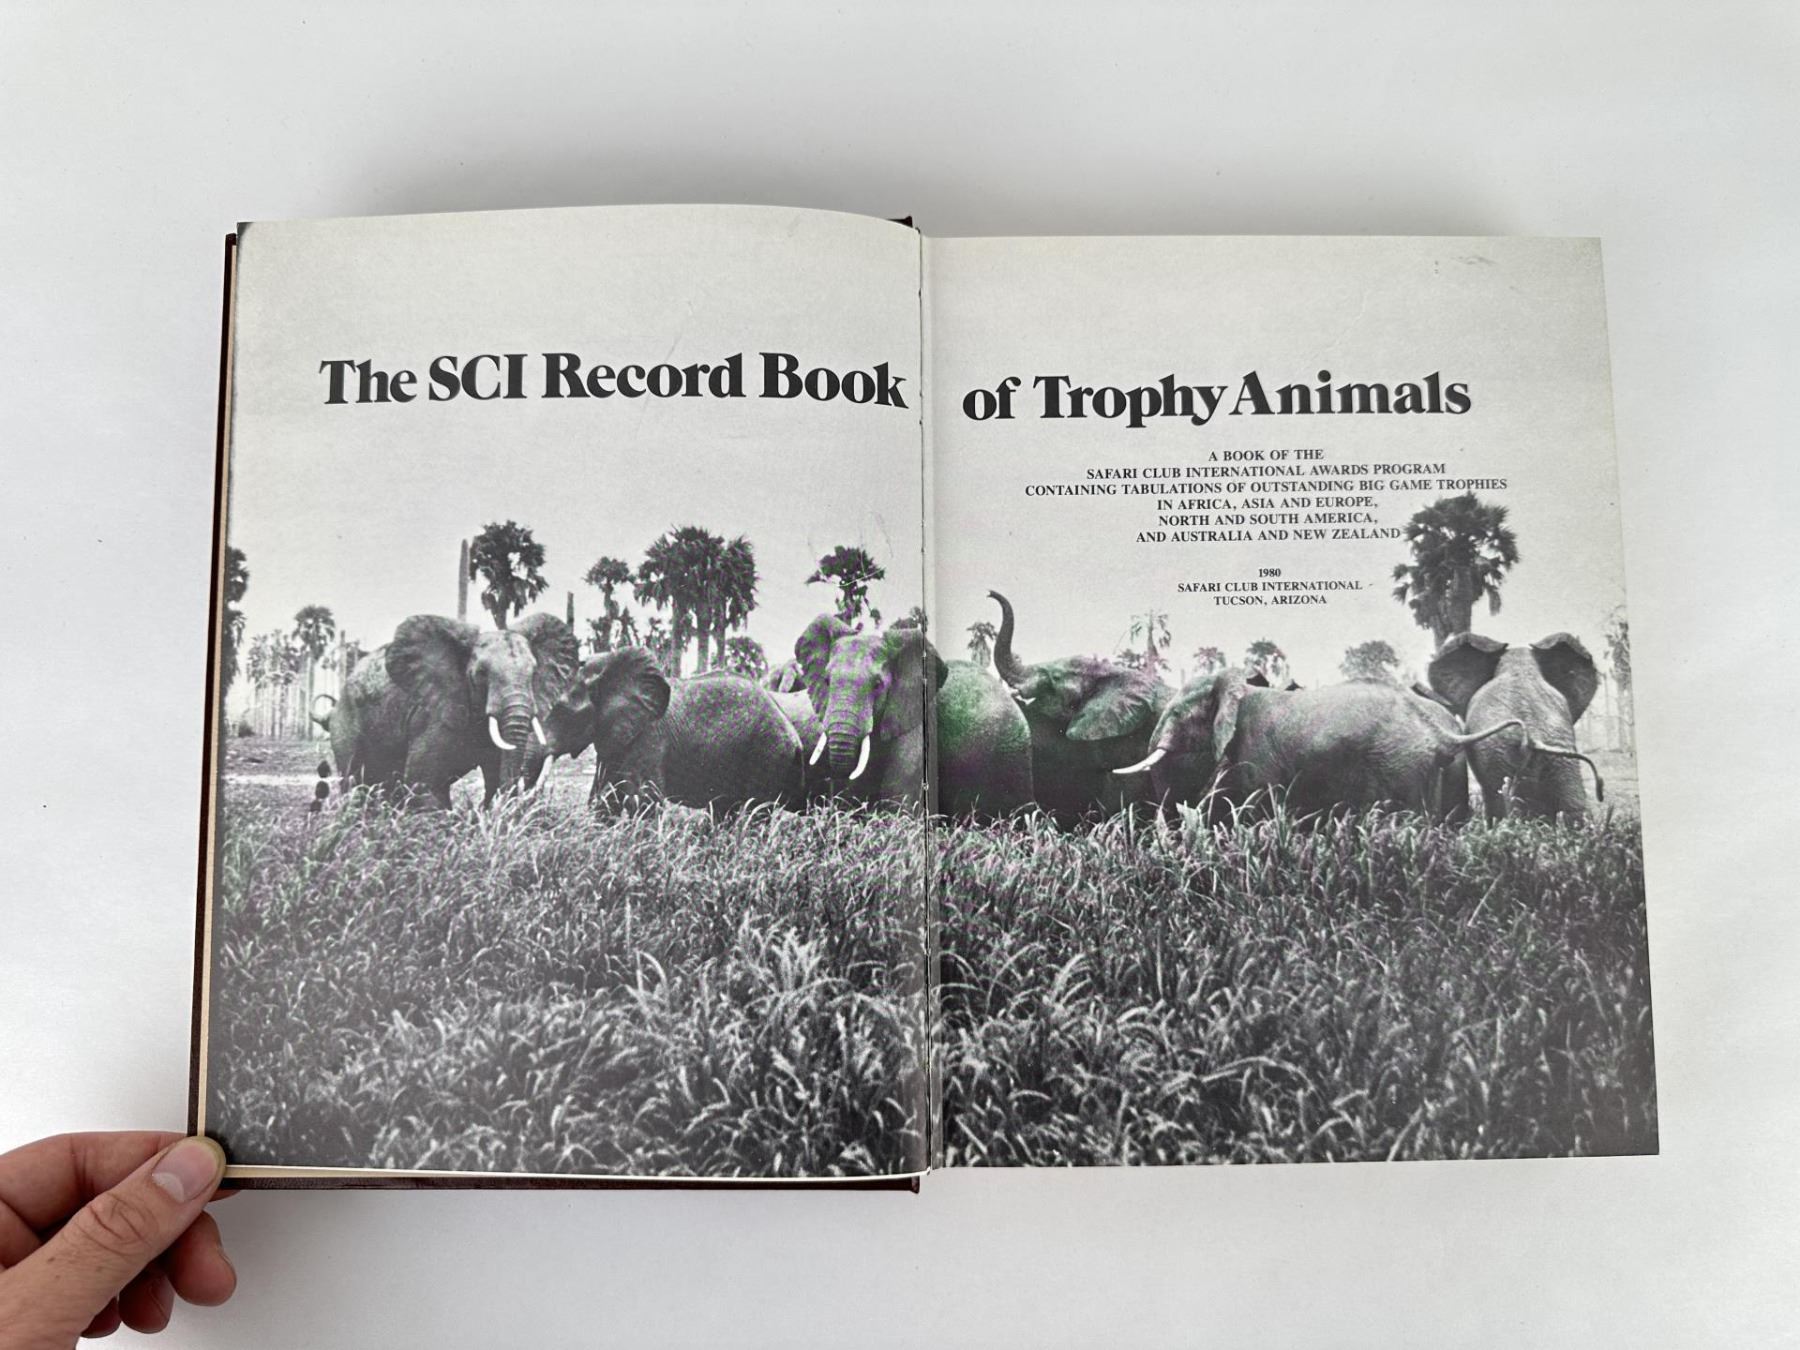 The SCI Record Book of Trophy Animals
A BOOK OF THE
SAFARI CLUB INTERNATIONAL AWARDS PROGRAM
CONTAINING TABULATIONS OF OUTSTANDING BIG GAME TROPHIES
IN AFRICA, ASIA AND EUROPE,
NORTH AND SOUTH AMERICA,
AND AUSTRALIA AND NEW ZEALAND
1980
SAFARI CLUB INTERNATIONAL
TUCSON, ARIZONA